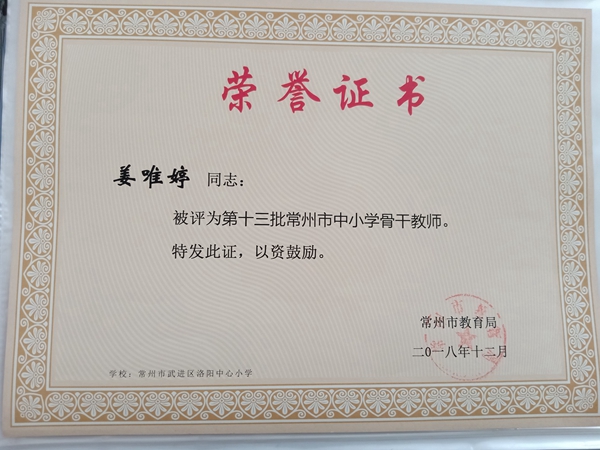 荣誉证书
姜唯婷 同志：
被评为第十三批常州市中小学骨干教师。
特发此证，以资鼓励。
常州市教育局
二〇一八年十二月
学校：常州市武进区洛阳中心小学